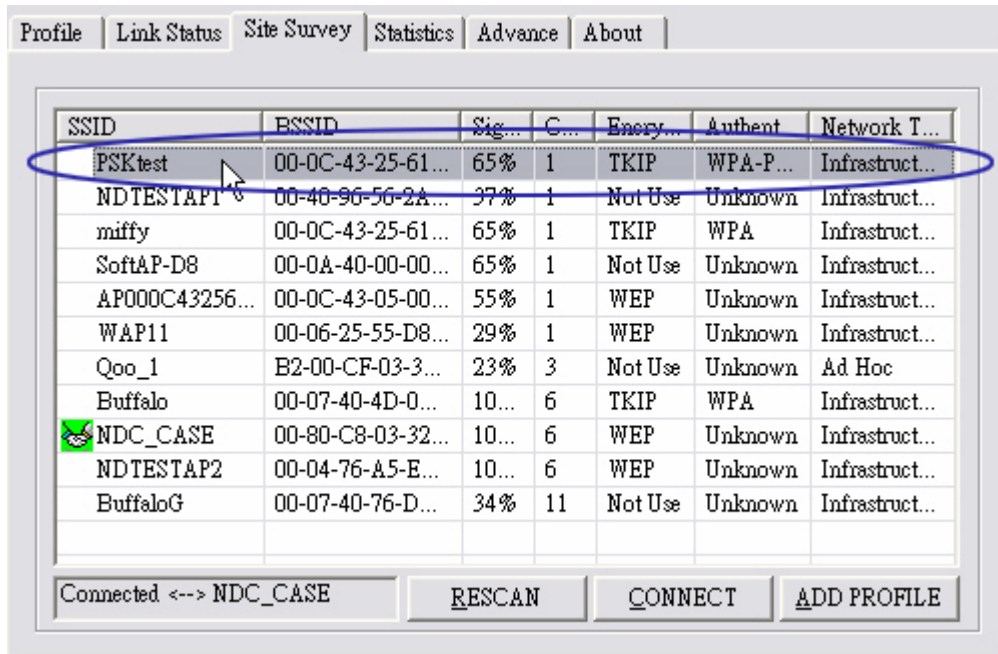 Profile Link Status Site Survey Statistics Advance About
SSID BSSID Sig... C... Encry... Authent Network T...
PSKtest 00-0C-43-25-61... 65% 1 TKIP WPA-P... Infrastruct...
NDTESTAP1 00-40-96-56-2A... 37% 1 Not Use Unknown Infrastruct...
miffy 00-0C-43-25-61... 65% 1 TKIP WPA Infrastruct...
SoftAP-D8 00-0A-40-00-00... 65% 1 Not Use Unknown Infrastruct...
AP000C43256... 00-0C-43-05-00... 55% 1 WEP Unknown Infrastruct...
WAP11 00-06-25-55-D8... 29% 1 WEP Unknown Infrastruct...
Qoo_1 B2-00-CF-03-3... 23% 3 Not Use Unknown Ad Hoc
Buffalo 00-07-40-4D-0... 10... 6 TKIP WPA Infrastruct...
NDC_CASE 00-80-C8-03-32... 10... 6 WEP Unknown Infrastruct...
NDTESTAP2 00-04-76-A5-E... 10... 6 WEP Unknown Infrastruct...
BuffaloG 00-07-40-76-D... 34% 11 Not Use Unknown Infrastruct...
Connected <--> NDC_CASE RESCAN CONNECT ADD PROFILE